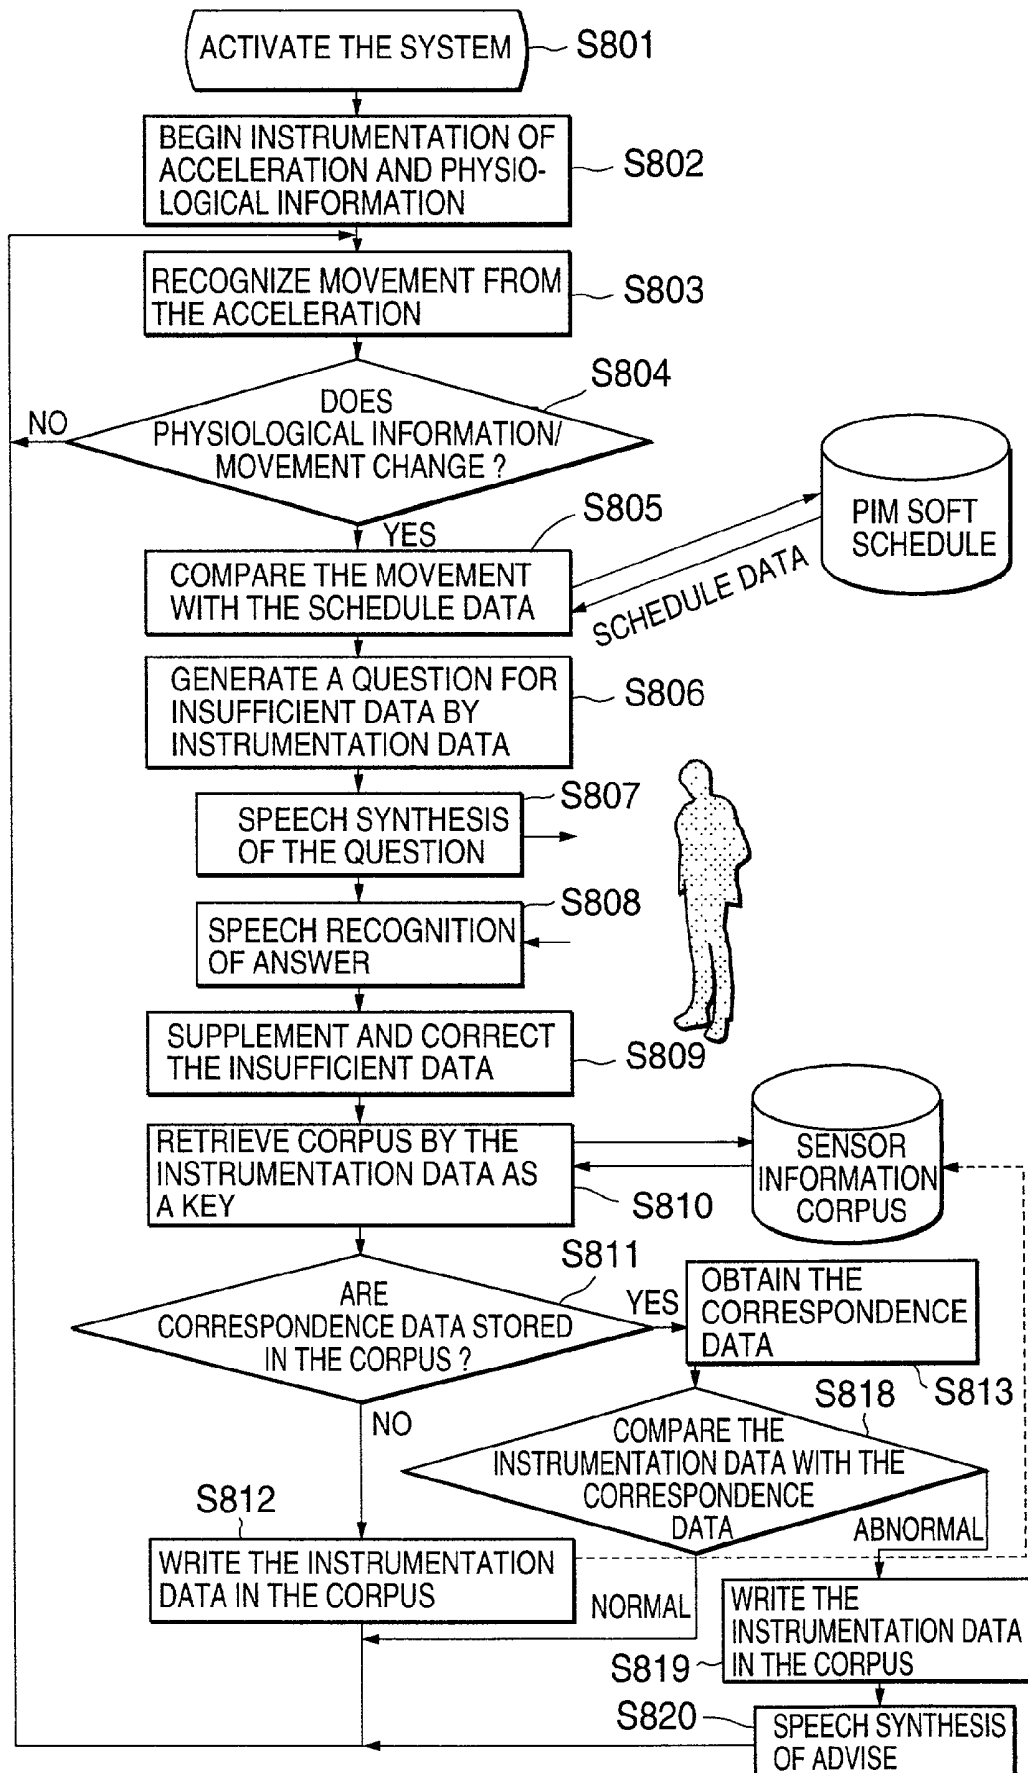 ACTIVATE THE SYSTEM
S801
BEGIN INSTRUMENTATION OF
ACCELERATION AND PHYSIO-
LOGICAL INFORMATION
S802
RECOGNIZE MOVEMENT FROM
THE ACCELERATION
S803
DOES
PHYSIOLOGICAL INFORMATION/
MOVEMENT CHANGE ?
S804
NO
YES
S805
COMPARE THE MOVEMENT
WITH THE SCHEDULE DATA
PIM SOFT
SCHEDULE
SCHEDULE DATA
GENERATE A QUESTION FOR
INSUFFICIENT DATA BY
INSTRUMENTATION DATA
S806
S807
SPEECH SYNTHESIS
OF THE QUESTION
S808
SPEECH RECOGNITION
OF ANSWER
SUPPLEMENT AND CORRECT
THE INSUFFICIENT DATA
S809
RETRIEVE CORPUS BY THE
INSTRUMENTATION DATA AS
A KEY
S810
SENSOR
INFORMATION
CORPUS
S811
ARE
CORRESPONDENCE DATA STORED
IN THE CORPUS ?
YES
NO
OBTAIN THE
CORRESPONDENCE
DATA
S813
S818
COMPARE THE
INSTRUMENTATION DATA WITH THE
CORRESPONDENCE
DATA
ABNORMAL
NORMAL
S812
WRITE THE INSTRUMENTATION
DATA IN THE CORPUS
WRITE THE
INSTRUMENTATION DATA
IN THE CORPUS
S819
S820
SPEECH SYNTHESIS
OF ADVISE